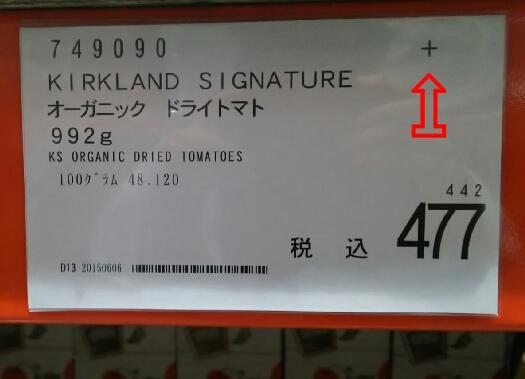 749090 +
KIRKLAND SIGNATURE
オーガニック ドライトマト
992g
KS ORGANIC DRIED TOMATOES
100グラム 48.120
442
税込 477
D13 20150606